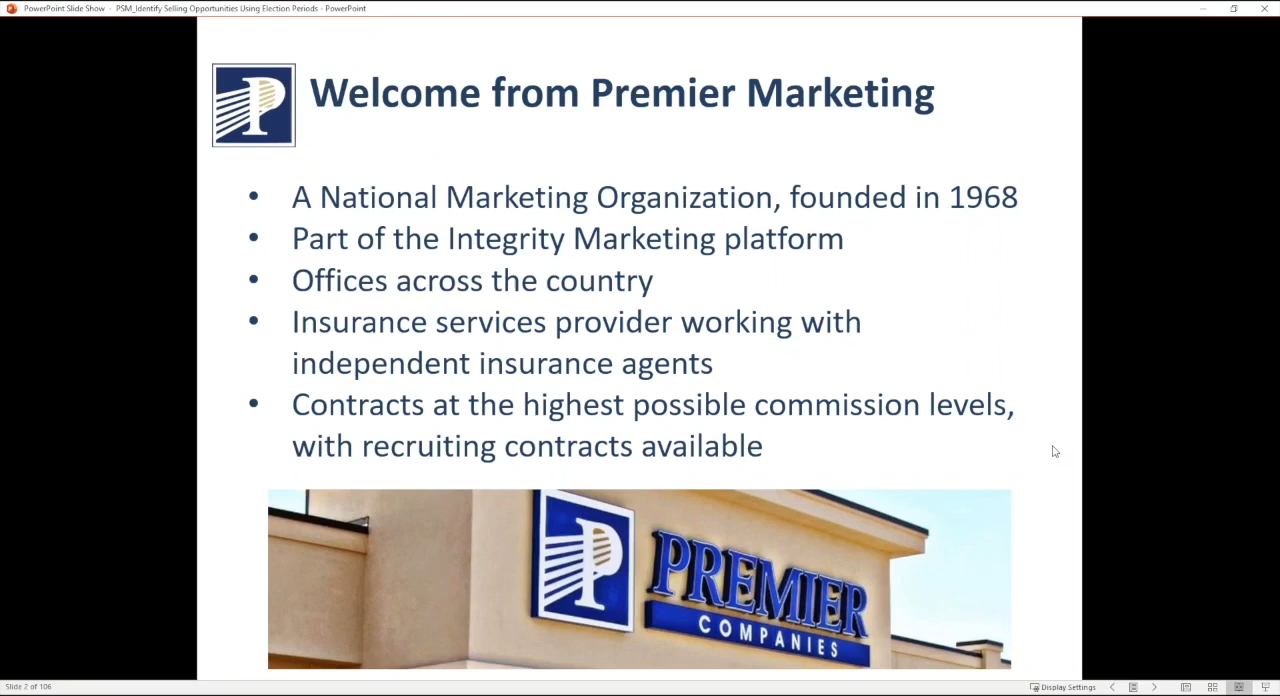 PowerPoint Slide Show - PSM_Identify Selling Opportunities Using Election Periods - PowerPoint
P
Welcome from Premier Marketing
• A National Marketing Organization, founded in 1968
• Part of the Integrity Marketing platform
• Offices across the country
• Insurance services provider working with
independent insurance agents
• Contracts at the highest possible commission levels,
with recruiting contracts available
P
PREMIER
COMPANIES
Slide 2 of 106
Display Settings